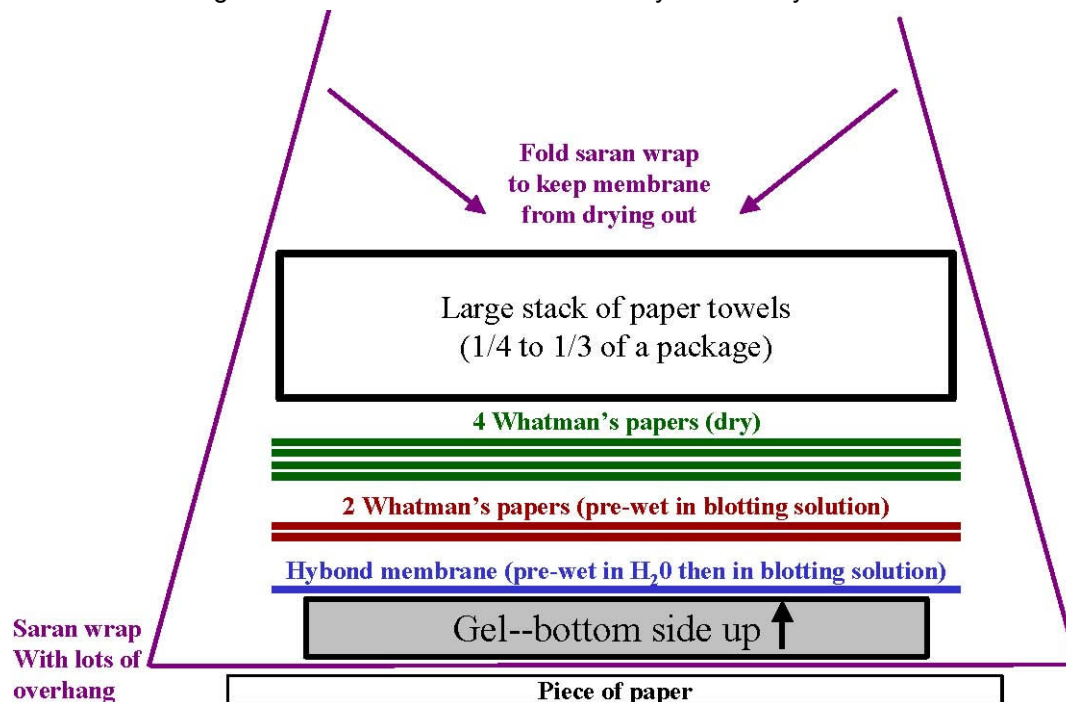 Fold saran wrap
to keep membrane
from drying out
Large stack of paper towels
(1/4 to 1/3 of a package)
4 Whatman's papers (dry)
2 Whatman's papers (pre-wet in blotting solution)
Hybond membrane (pre-wet in H₂0 then in blotting solution)
Gel--bottom side up
Saran wrap
With lots of
overhang
Piece of paper